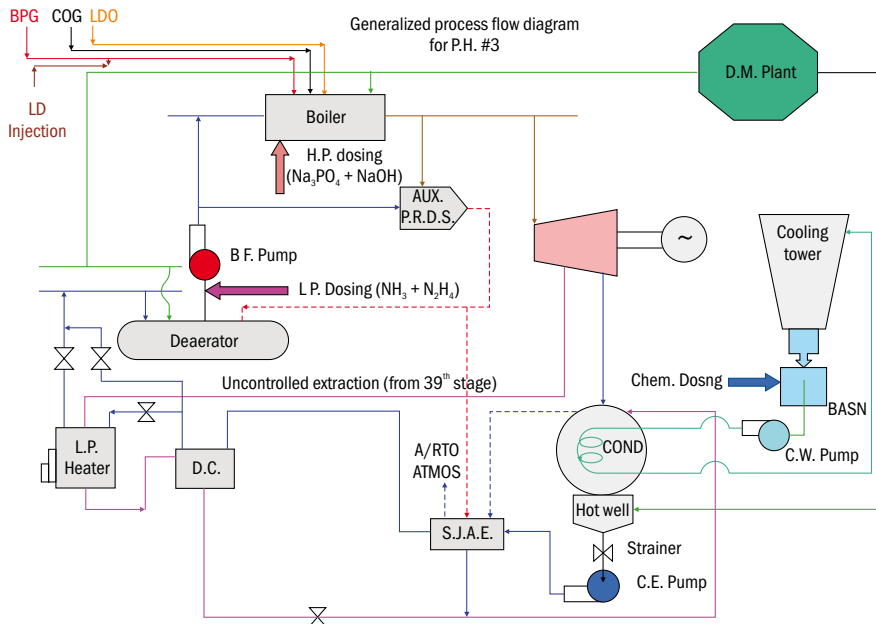 BPG
COG
LDO
Generalized process flow diagram
for P.H. #3
D.M. Plant
LD
Injection
Boiler
H.P. dosing
(Na₃PO₄ + NaOH)
AUX.
P.R.D.S.
~
Cooling
tower
B F. Pump
L P. Dosing (NH₃ + N₂H₄)
Deaerator
Uncontrolled extraction (from 39th stage)
Chem. Dosng
BASN
L.P.
Heater
D.C.
A/RTO
ATMOS
COND
C.W. Pump
S.J.A.E.
Hot well
Strainer
C.E. Pump